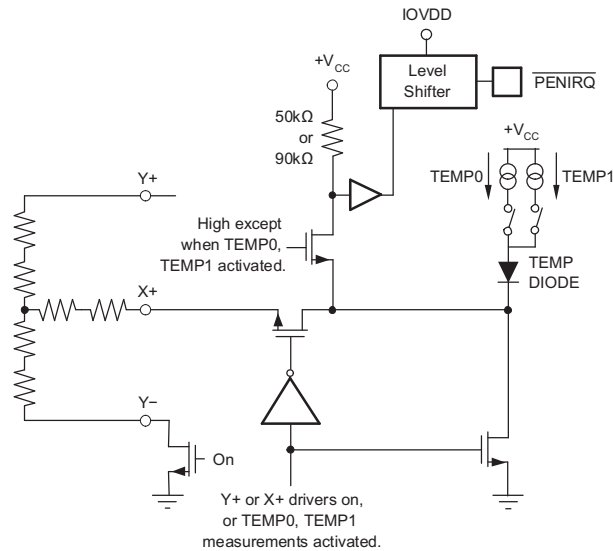 IOVDD
+VCC
Level
Shifter
PENIRQ
50kΩ
or
90kΩ
+VCC
TEMP0
TEMP1
Y+
High except
when TEMP0,
TEMP1 activated.
TEMP
DIODE
X+
Y−
On
Y+ or X+ drivers on,
or TEMP0, TEMP1
measurements activated.